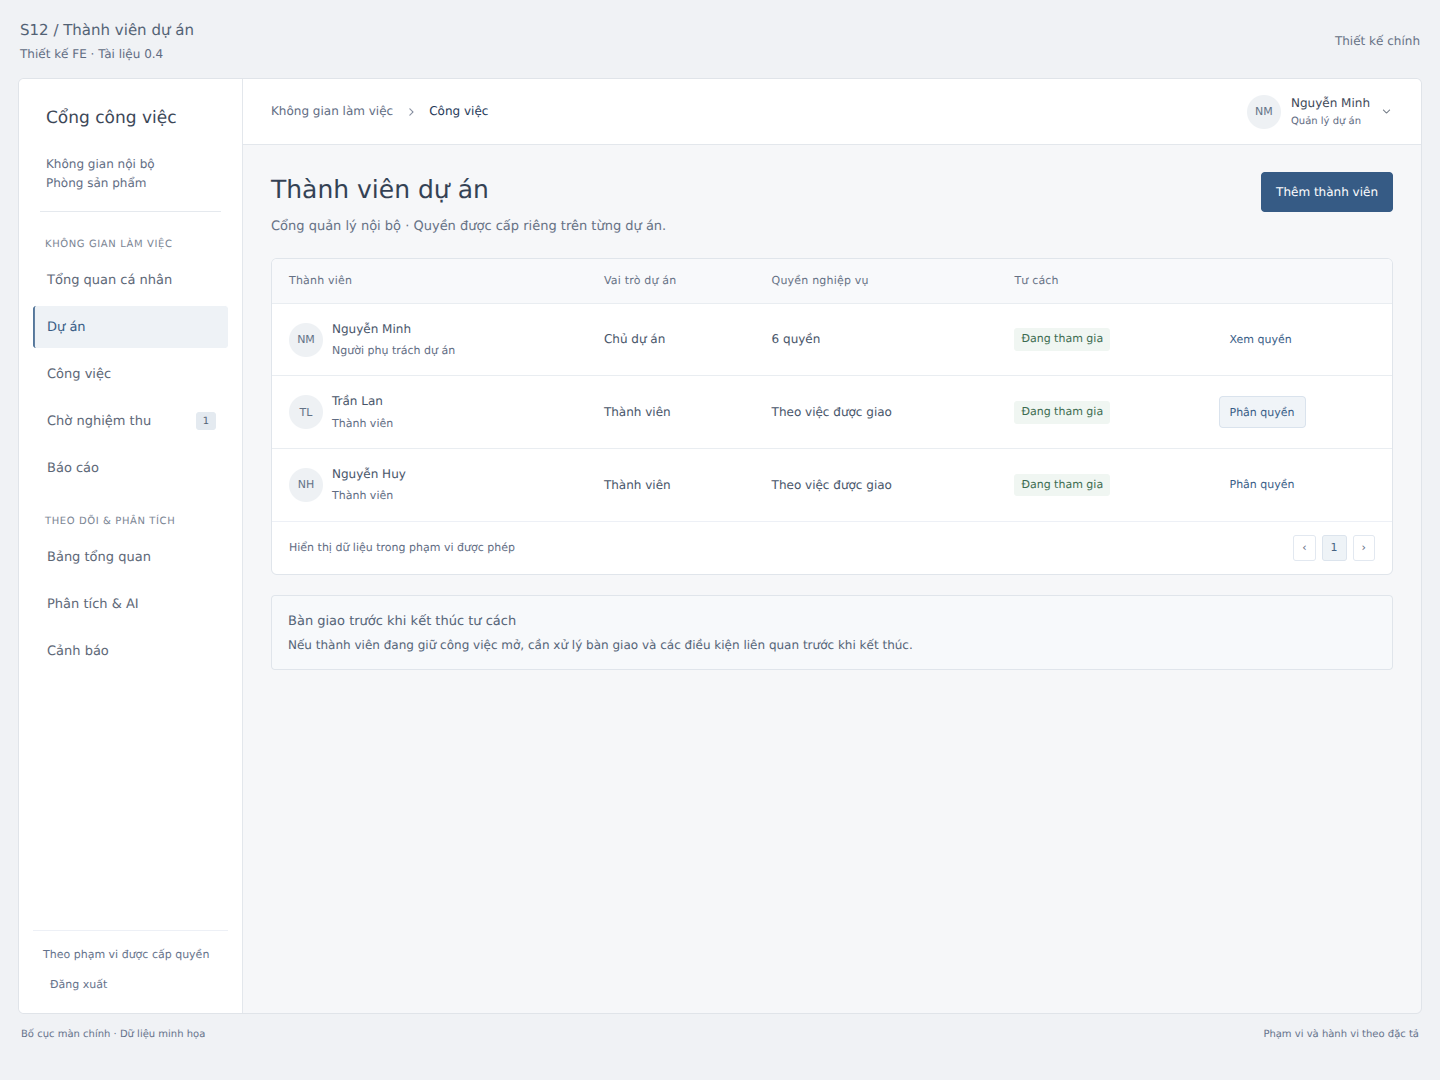 S12 / Thành viên dự án
Thiết kế FE · Tài liệu 0.4
Thiết kế chính
Cổng công việc
Không gian nội bộ
Phòng sản phẩm
KHÔNG GIAN LÀM VIỆC
Tổng quan cá nhân
Dự án
Công việc
Chờ nghiệm thu 1
Báo cáo
THEO DÕI & PHÂN TÍCH
Bảng tổng quan
Phân tích & AI
Cảnh báo
Theo phạm vi được cấp quyền
Đăng xuất
Không gian làm việc › Công việc
NM
Nguyễn Minh
Quản lý dự án
Thành viên dự án
Cổng quản lý nội bộ · Quyền được cấp riêng trên từng dự án.
Thêm thành viên
Thành viên Vai trò dự án Quyền nghiệp vụ Tư cách
NM Nguyễn Minh
Người phụ trách dự án
Chủ dự án 6 quyền Đang tham gia Xem quyền
TL Trần Lan
Thành viên
Thành viên Theo việc được giao Đang tham gia Phân quyền
NH Nguyễn Huy
Thành viên
Thành viên Theo việc được giao Đang tham gia Phân quyền
Hiển thị dữ liệu trong phạm vi được phép
‹ 1 ›
Bàn giao trước khi kết thúc tư cách
Nếu thành viên đang giữ công việc mở, cần xử lý bàn giao và các điều kiện liên quan trước khi kết thúc.
Bố cục màn chính · Dữ liệu minh họa
Phạm vi và hành vi theo đặc tả